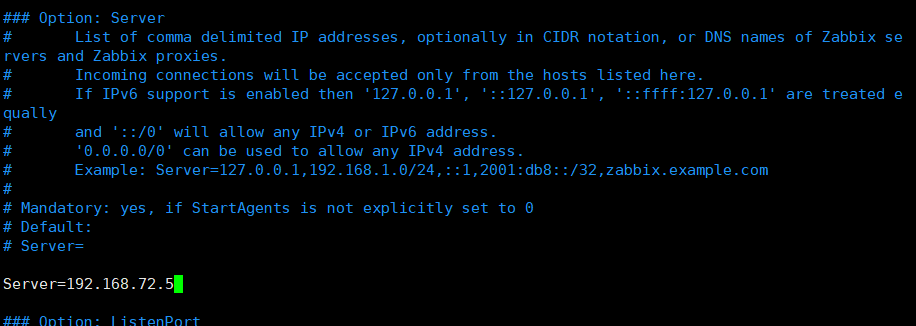 ### Option: Server
#       List of comma delimited IP addresses, optionally in CIDR notation, or DNS names of Zabbix se
rvers and Zabbix proxies.
#       Incoming connections will be accepted only from the hosts listed here.
#       If IPv6 support is enabled then '127.0.0.1', '::127.0.0.1', '::ffff:127.0.0.1' are treated e
qually
#       and '::/0' will allow any IPv4 or IPv6 address.
#       '0.0.0.0/0' can be used to allow any IPv4 address.
#       Example: Server=127.0.0.1,192.168.1.0/24,::1,2001:db8::/32,zabbix.example.com
#
# Mandatory: yes, if StartAgents is not explicitly set to 0
# Default:
# Server=
Server=192.168.72.5
### Option: ListenPort